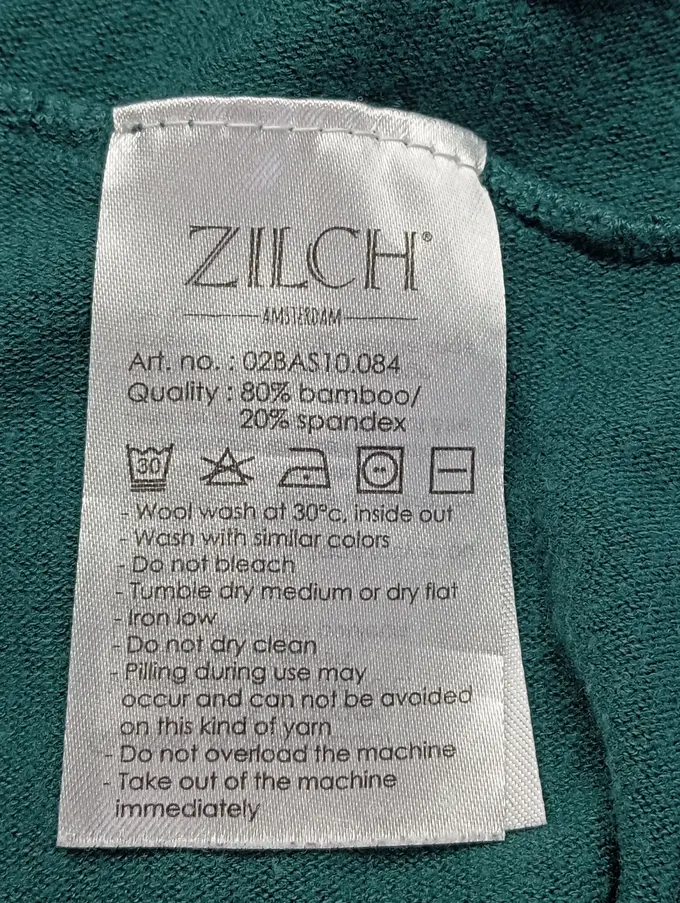 ZILCH®
AMSTERDAM
Art. no. : 02BAS10.084
Quality : 80% bamboo/
20% spandex
30
- Wool wash at 30°c, inside out
- Wash with similar colors
- Do not bleach
- Tumble dry medium or dry flat
- Iron low
- Do not dry clean
- Pilling during use may
occur and can not be avoided
on this kind of yarn
- Do not overload the machine
- Take out of the machine
immediately